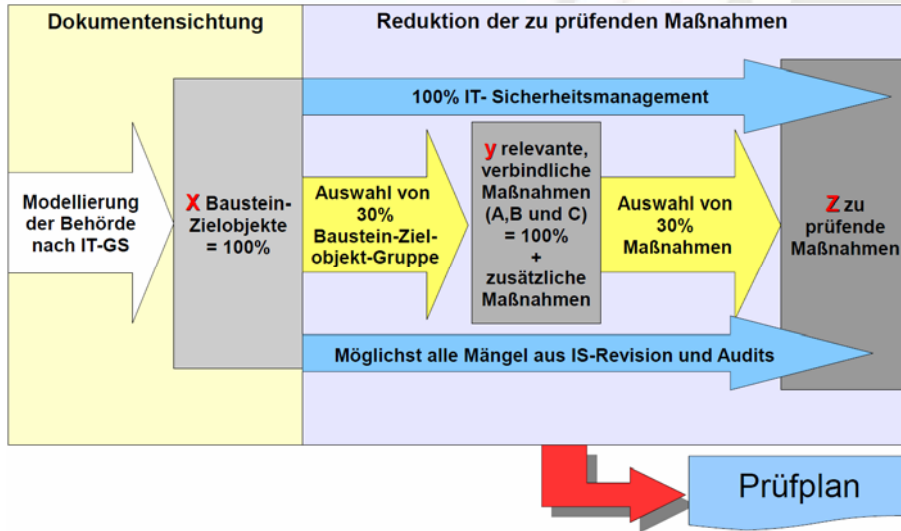 Dokumentensichtung
Reduktion der zu prüfenden Maßnahmen
100% IT- Sicherheitsmanagement
Modellierung
der Behörde
nach IT-GS
X Baustein-
Zielobjekte
= 100%
Auswahl von
30%
Baustein-Ziel-
objekt-Gruppe
y relevante,
verbindliche
Maßnahmen
(A,B und C)
= 100%
+
zusätzliche
Maßnahmen
Auswahl von
30%
Maßnahmen
Z zu
prüfende
Maßnahmen
Möglichst alle Mängel aus IS-Revision und Audits
Prüfplan